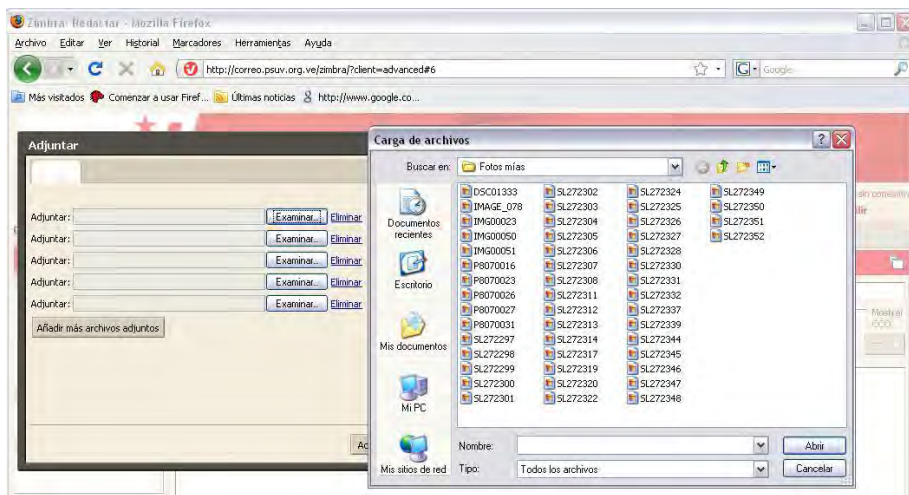 Zimbra: Redactar - Mozilla Firefox
Archivo Editar Ver Historial Marcadores Herramientas Ayuda
http://correo.psuv.org.ve/zimbra/?client=advanced#6
Google
Más visitados Comenzar a usar Firef... Últimas noticias http://www.google.co...
Adjuntar
Adjuntar: Examinar... Eliminar
Adjuntar: Examinar... Eliminar
Adjuntar: Examinar... Eliminar
Adjuntar: Examinar... Eliminar
Adjuntar: Examinar... Eliminar
Añadir más archivos adjuntos
Carga de archivos
Buscar en: Fotos mías
Documentos recientes
Escritorio
Mis documentos
Mi PC
Mis sitios de red
DSC01333
IMAGE_078
IMG00023
IMG00050
IMG00051
P8070016
P8070023
P8070026
P8070027
P8070031
SL272297
SL272298
SL272299
SL272300
SL272301
SL272302
SL272303
SL272304
SL272305
SL272306
SL272307
SL272308
SL272311
SL272312
SL272313
SL272314
SL272317
SL272319
SL272320
SL272322
SL272324
SL272325
SL272326
SL272327
SL272328
SL272330
SL272331
SL272332
SL272337
SL272339
SL272344
SL272345
SL272346
SL272347
SL272348
SL272349
SL272350
SL272351
SL272352
Nombre: Abrir
Tipo: Todos los archivos Cancelar
Mostrar
CCO